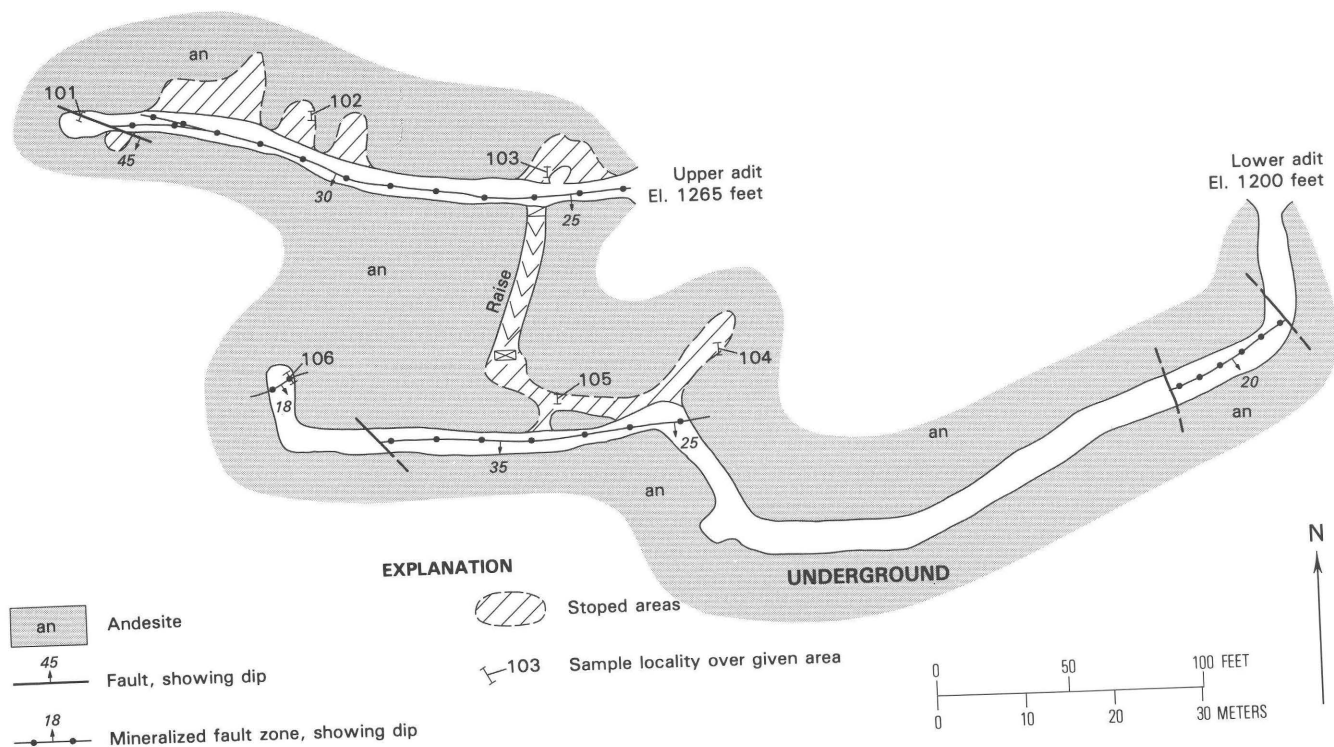 an
101
102
45
103
Upper adit
El. 1265 feet
Lower adit
El. 1200 feet
30
25
an
Raise
104
106
105
18
20
an
an
25
35
an
N
EXPLANATION
UNDERGROUND
an Andesite
Stoped areas
45 Fault, showing dip
103 Sample locality over given area
18 Mineralized fault zone, showing dip
0 50 100 FEET
0 10 20 30 METERS